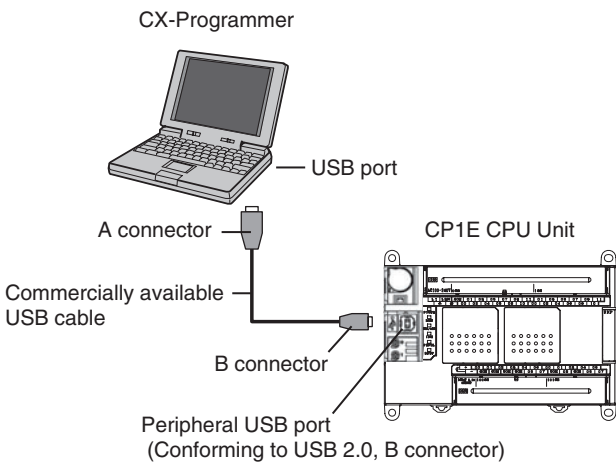 CX-Programmer
USB port
A connector
CP1E CPU Unit
Commercially available
USB cable
B connector
Peripheral USB port
(Conforming to USB 2.0, B connector)